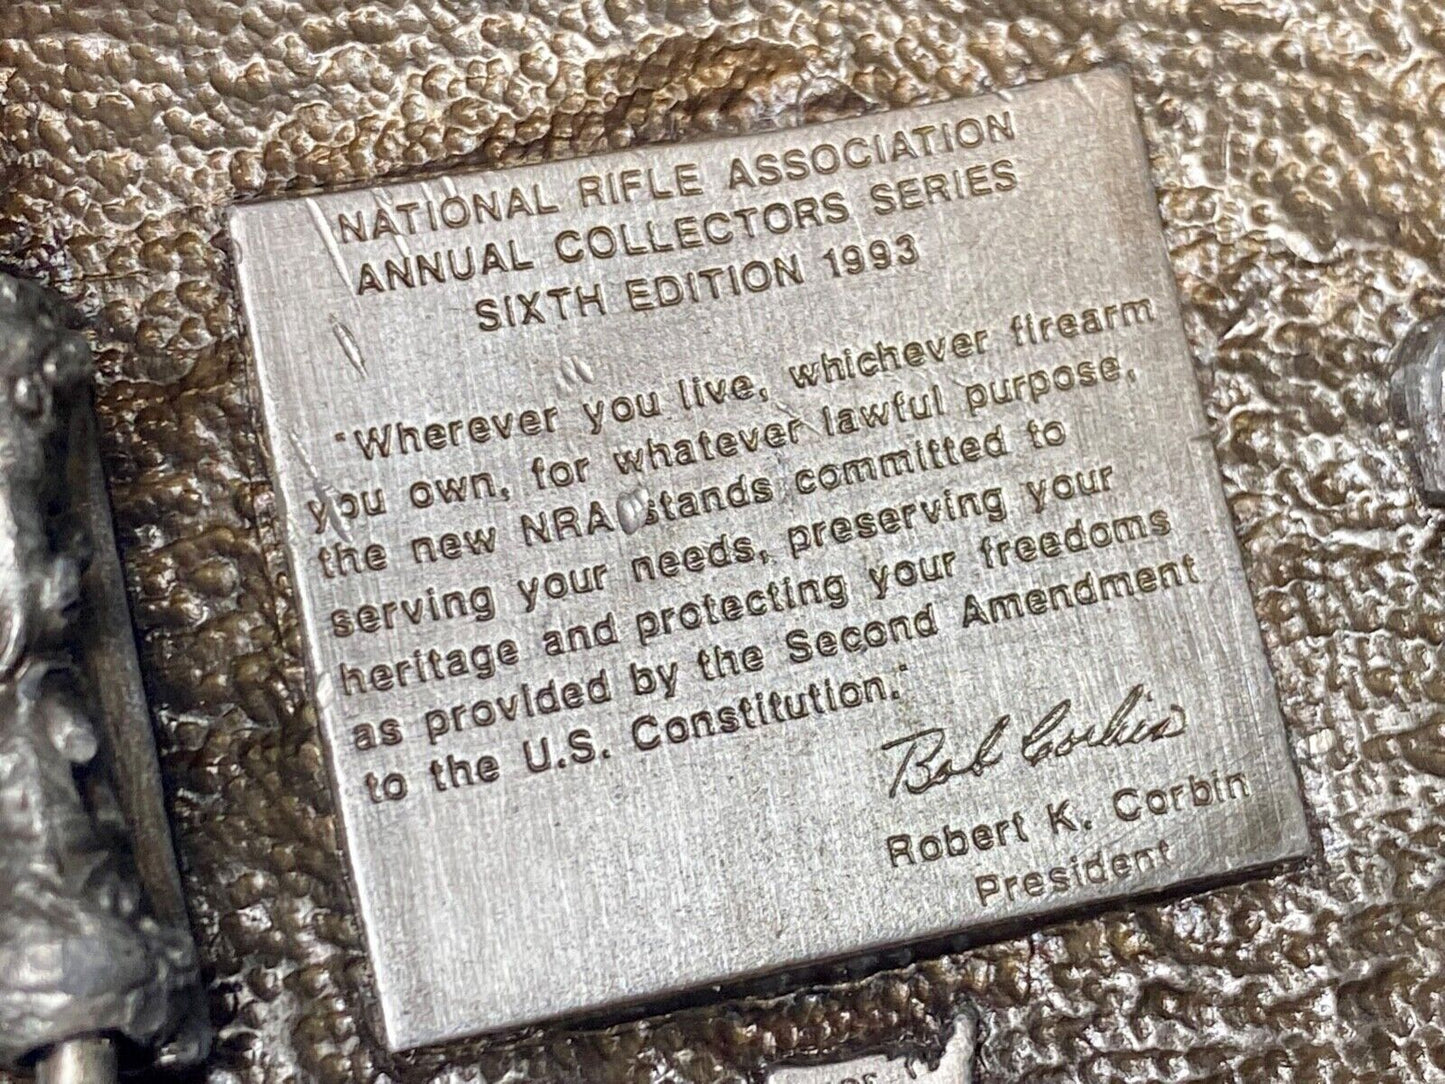 NATIONAL RIFLE ASSOCIATION
ANNUAL COLLECTORS SERIES
SIXTH EDITION 1993
"Wherever you live, whichever firearm
you own, for whatever lawful purpose,
the new NRA stands committed to
serving your needs, preserving your
heritage and protecting your freedoms
as provided by the Second Amendment
to the U.S. Constitution."
Bob Corbin
Robert K. Corbin
President